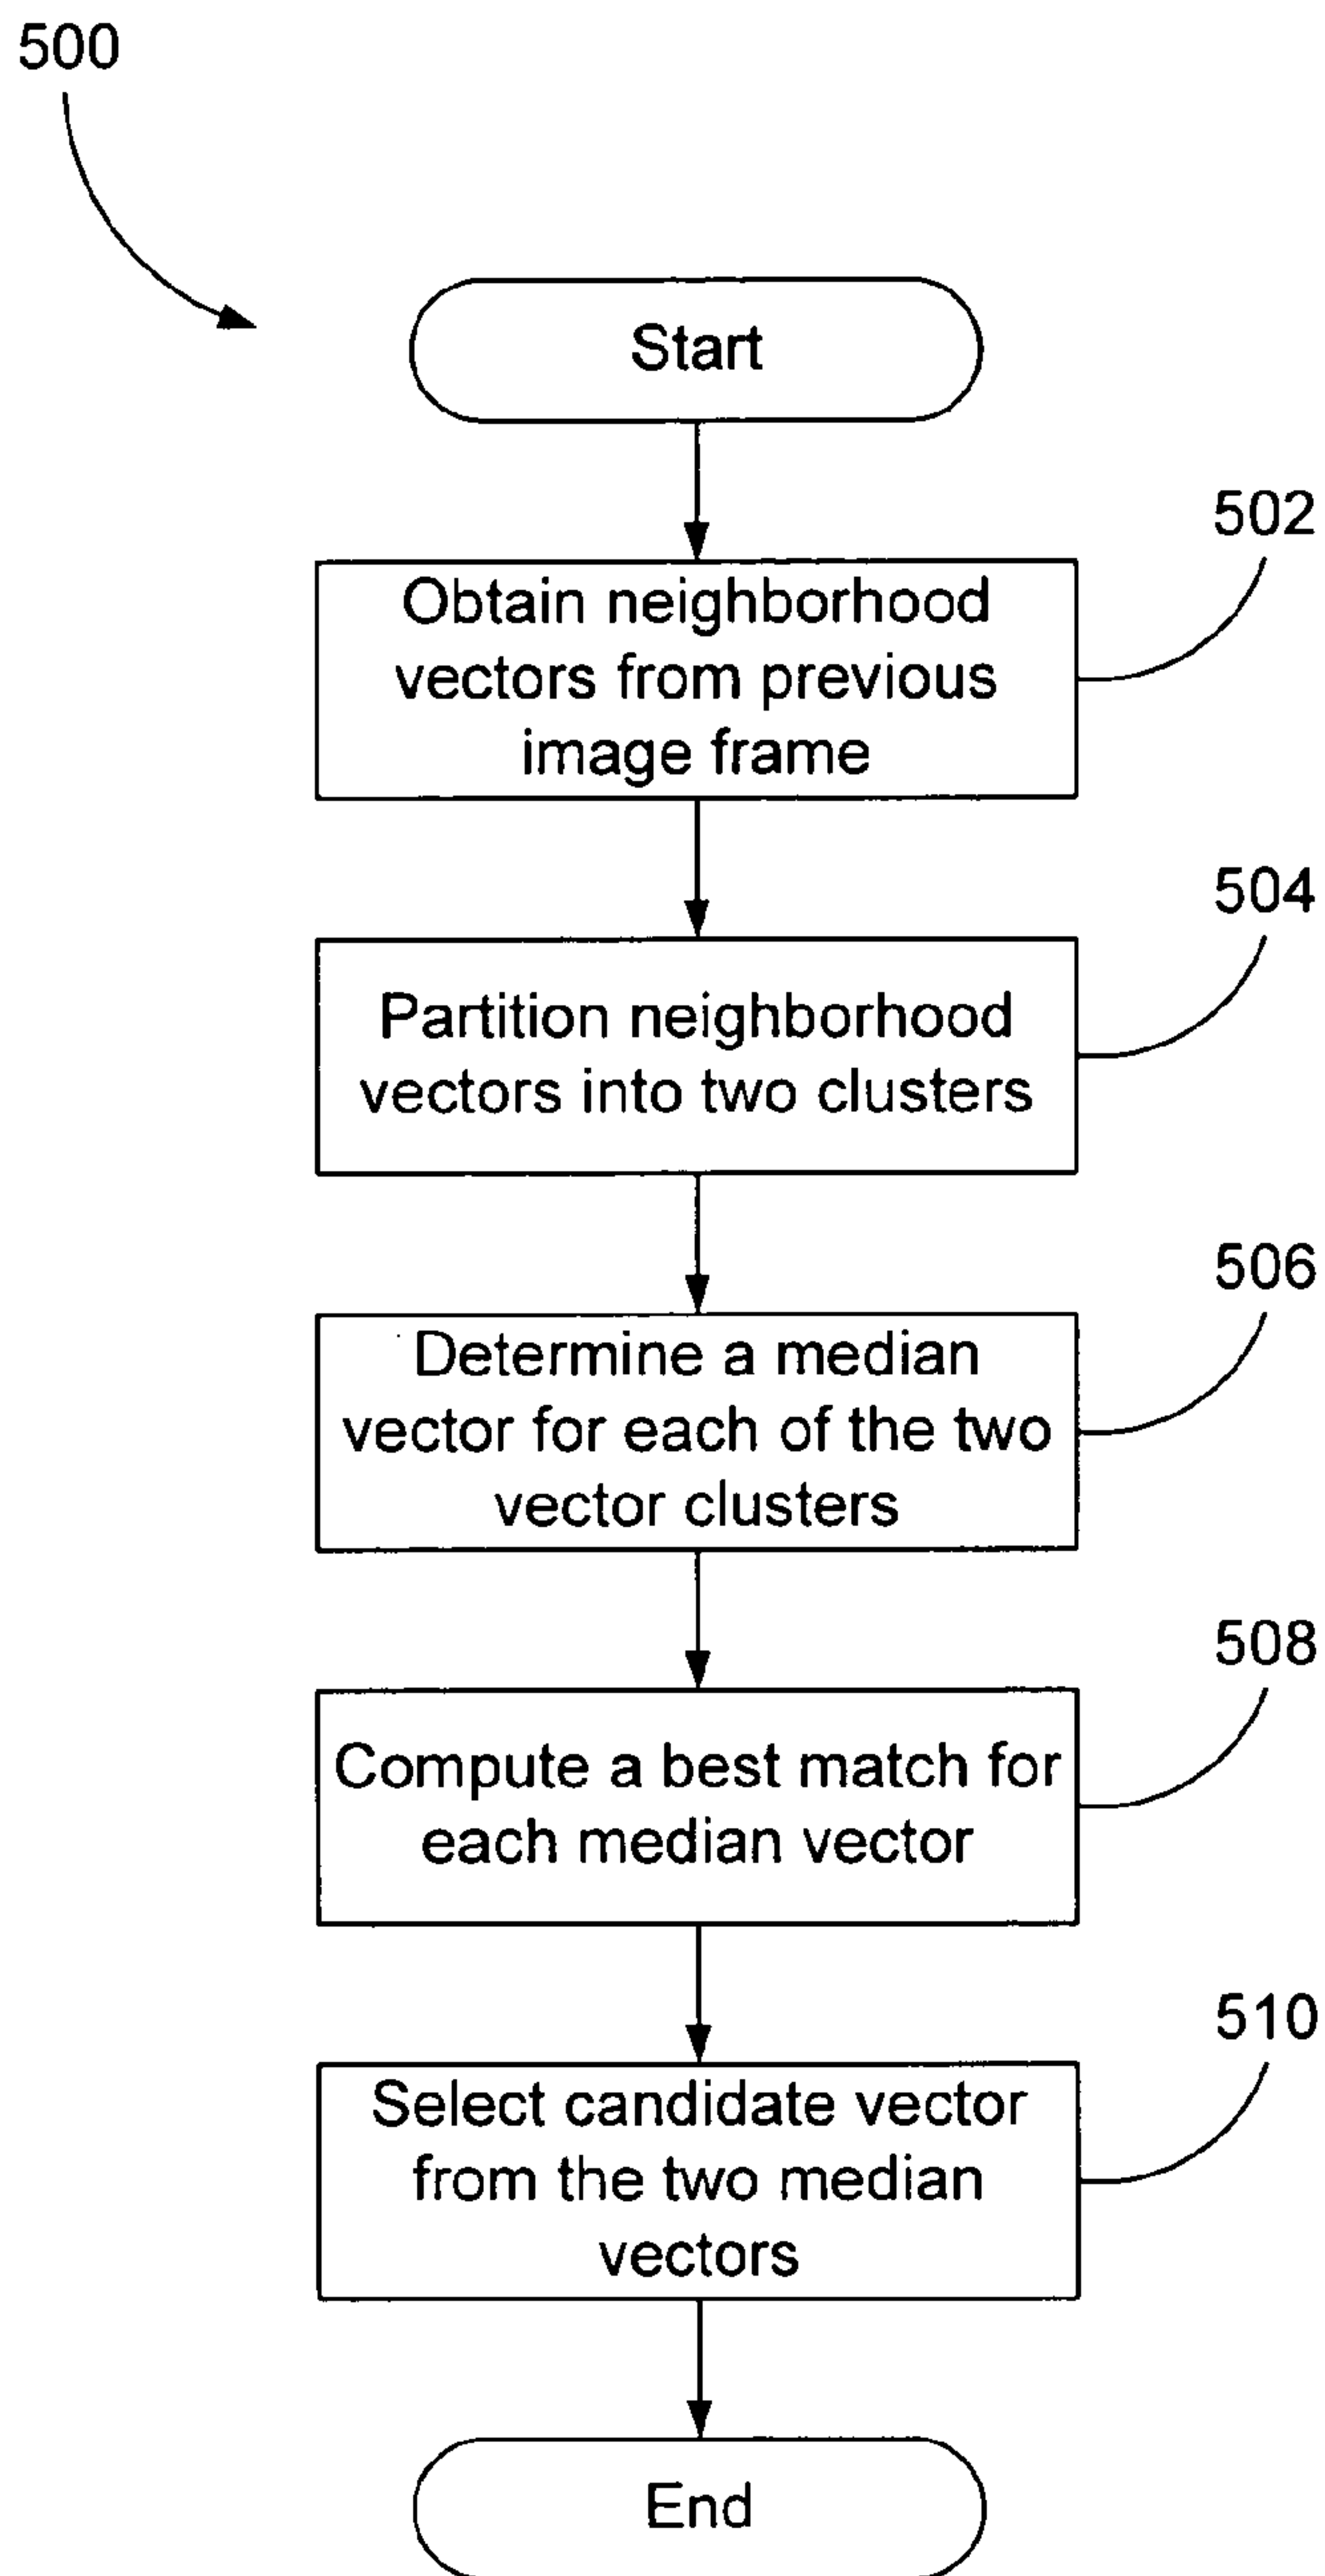 500
Start
502
Obtain neighborhood
vectors from previous
image frame
504
Partition neighborhood
vectors into two clusters
506
Determine a median
vector for each of the two
vector clusters
508
Compute a best match for
each median vector
510
Select candidate vector
from the two median
vectors
End